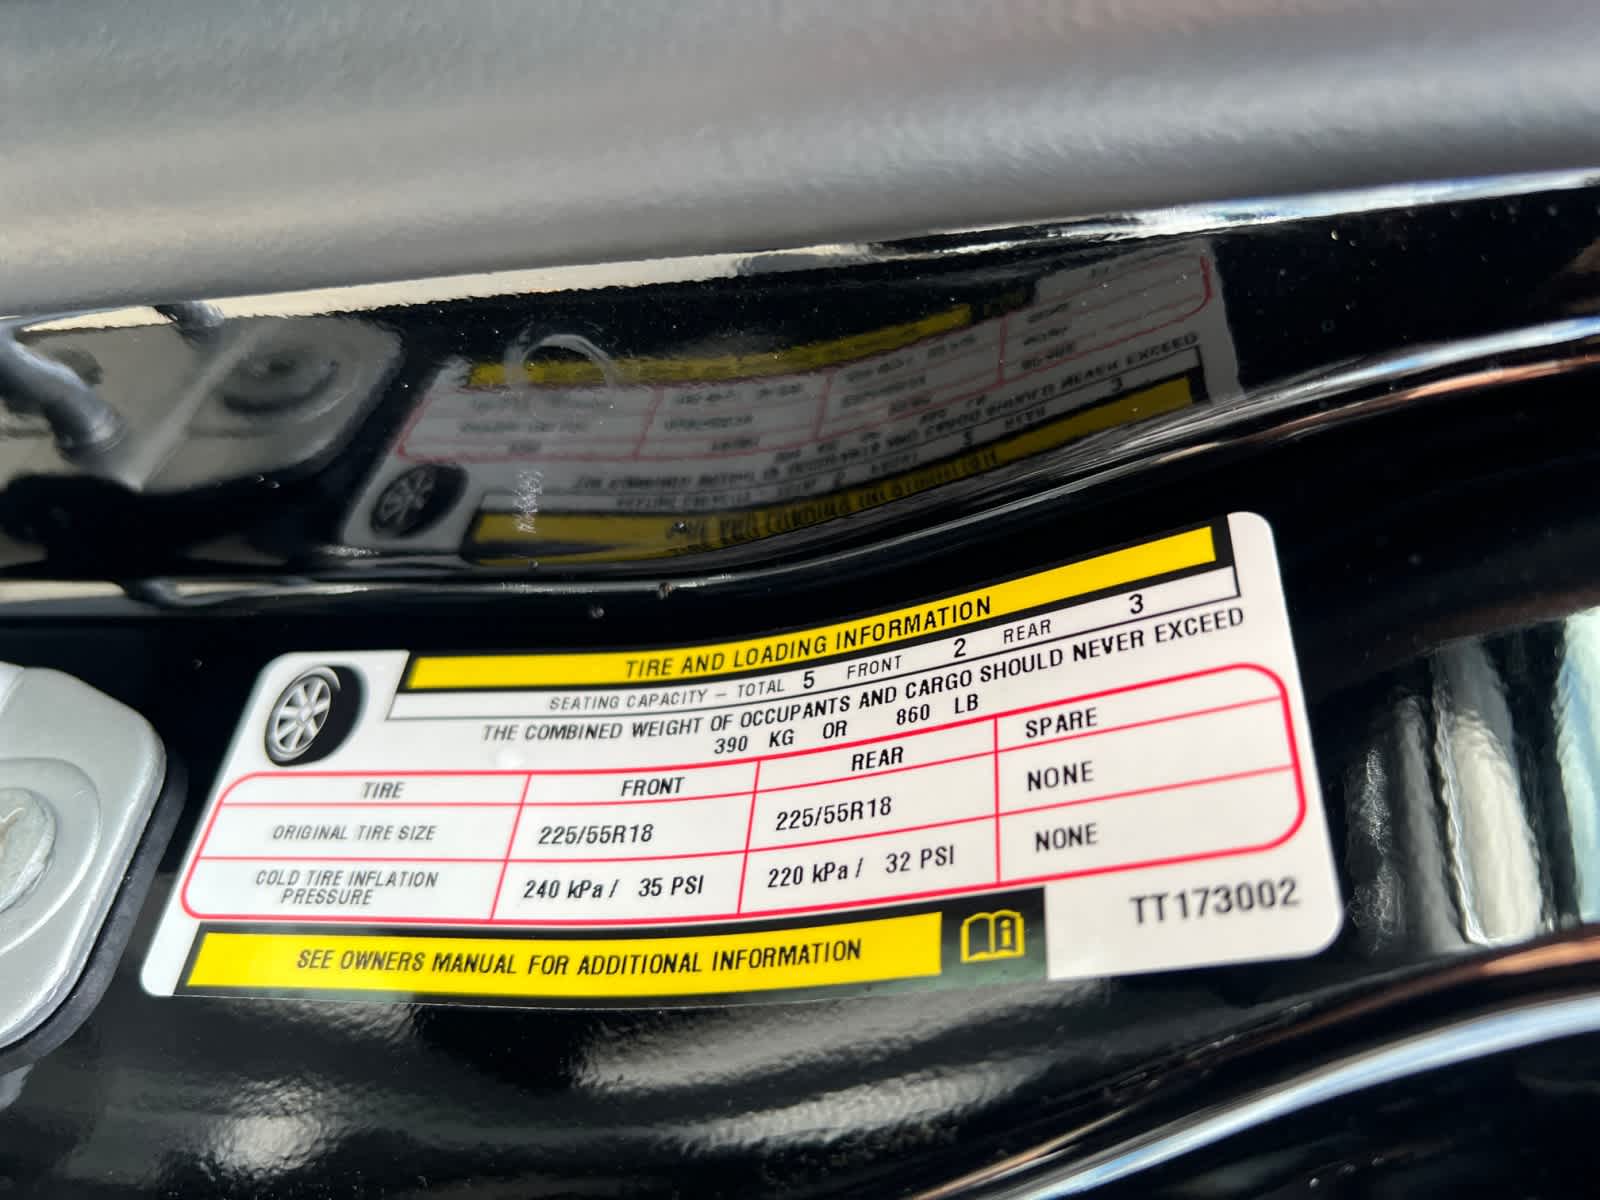 TIRE AND LOADING INFORMATION
SEATING CAPACITY – TOTAL 5 FRONT 2 REAR 3
THE COMBINED WEIGHT OF OCCUPANTS AND CARGO SHOULD NEVER EXCEED
390 KG OR 860 LB
TIRE FRONT REAR SPARE
ORIGINAL TIRE SIZE 225/55R18 225/55R18 NONE
COLD TIRE INFLATION
PRESSURE 240 kPa / 35 PSI 220 kPa / 32 PSI NONE
SEE OWNERS MANUAL FOR ADDITIONAL INFORMATION
TT173002